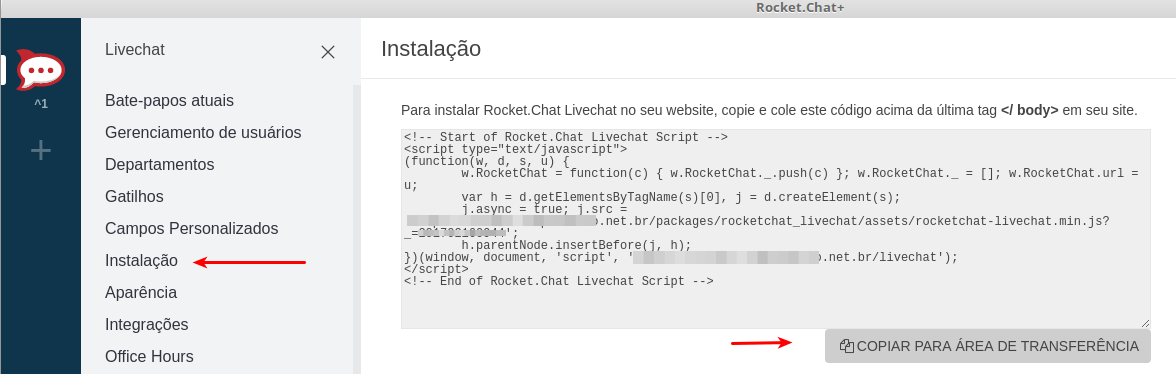 Rocket.Chat+
Livechat
^1
Bate-papos atuais
Gerenciamento de usuários
Departamentos
Gatilhos
Campos Personalizados
Instalação
Aparência
Integrações
Office Hours
Instalação
Para instalar Rocket.Chat Livechat no seu website, copie e cole este código acima da última tag </ body> em seu site.
<!-- Start of Rocket.Chat Livechat Script -->
<script type="text/javascript">
(function(w, d, s, u) {
w.RocketChat = function(c) { w.RocketChat._.push(c) }; w.RocketChat._ = []; w.RocketChat.url =
u;
var h = d.getElementsByTagName(s)[0], j = d.createElement(s);
j.async = true; j.src =
.net.br/packages/rocketchat_livechat/assets/rocketchat-livechat.min.js?
_=';
h.parentNode.insertBefore(j, h);
})(window, document, 'script', '.net.br/livechat');
</script>
<!-- End of Rocket.Chat Livechat Script -->
COPIAR PARA ÁREA DE TRANSFERÊNCIA